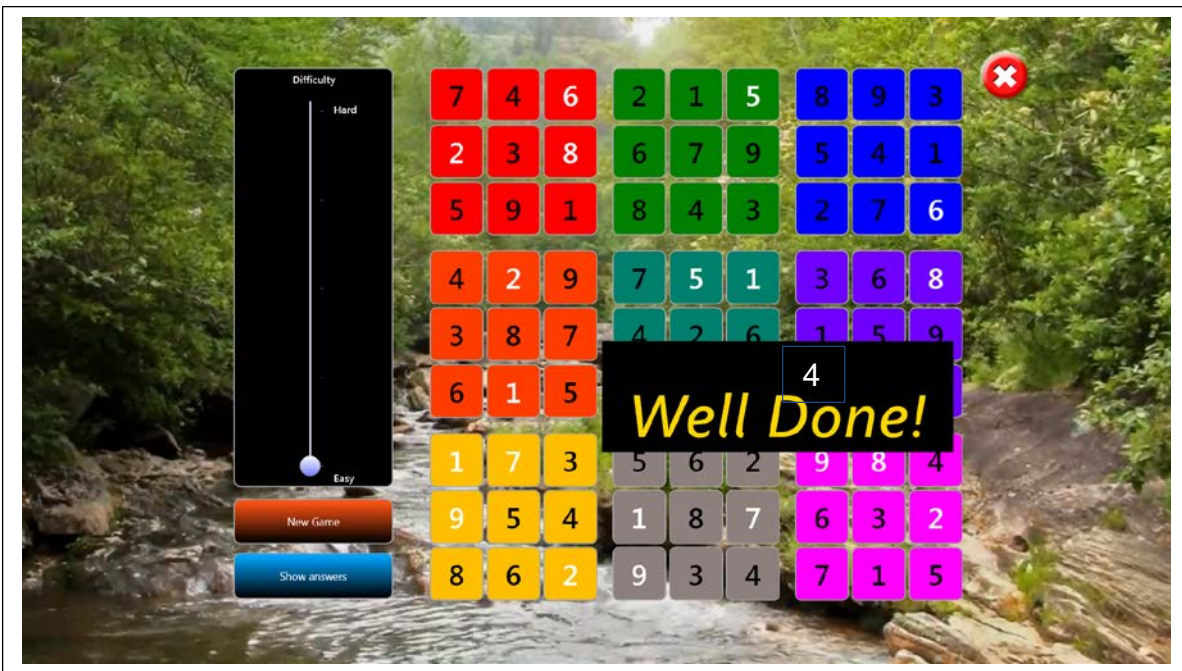 Difficulty
Hard
7 4 6 2 1 5 8 9 3
2 3 8 6 7 9 5 4 1
5 9 1 8 4 3 2 7 6
4 2 9 7 5 1 3 6 8
3 8 7 4 2 6 1 5 9
4
6 1 5
Well Done!
1 7 3 5 6 2 9 8 4
Easy
9 5 4 1 8 7 6 3 2
New Game
8 6 2 9 3 4 7 1 5
Show answers